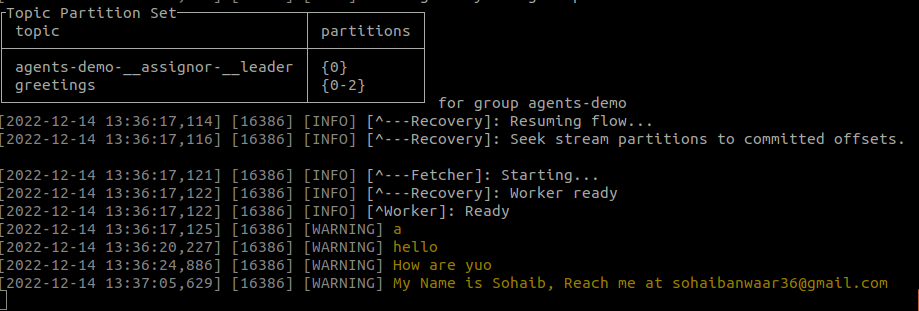 Topic Partition Set
topic partitions
agents-demo-__assignor-__leader {0}
greetings {0-2}
for group agents-demo
[2022-12-14 13:36:17,114] [16386] [INFO] [^---Recovery]: Resuming flow...
[2022-12-14 13:36:17,116] [16386] [INFO] [^---Recovery]: Seek stream partitions to committed offsets.
[2022-12-14 13:36:17,121] [16386] [INFO] [^---Fetcher]: Starting...
[2022-12-14 13:36:17,122] [16386] [INFO] [^---Recovery]: Worker ready
[2022-12-14 13:36:17,122] [16386] [INFO] [^Worker]: Ready
[2022-12-14 13:36:17,125] [16386] [WARNING] a
[2022-12-14 13:36:20,227] [16386] [WARNING] hello
[2022-12-14 13:36:24,886] [16386] [WARNING] How are yuo
[2022-12-14 13:37:05,629] [16386] [WARNING] My Name is Sohaib, Reach me at sohaibanwaar36@gmail.com